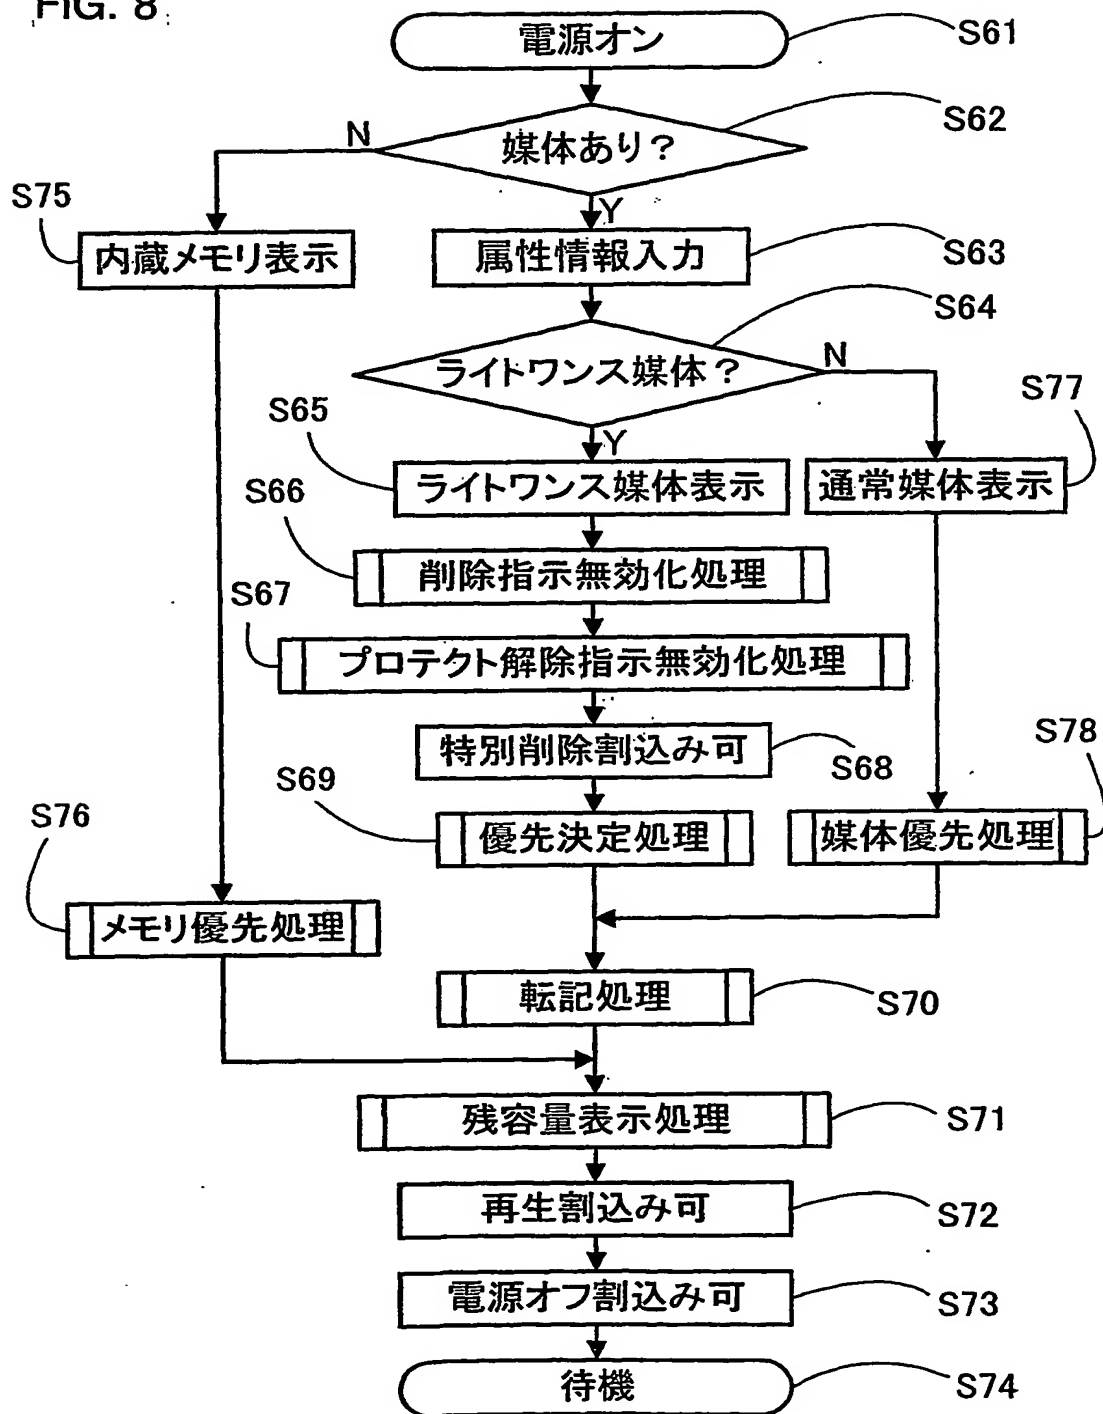 FIG. 8
電源オン
S61
媒体あり?
S62
N
Y
S75
内蔵メモリ表示
属性情報入力
S63
S64
ライトワンス媒体?
N
Y
S65
S77
ライトワンス媒体表示
通常媒体表示
S66
削除指示無効化処理
S67
プロテクト解除指示無効化処理
特別削除割込み可
S68
S78
S69
優先決定処理
媒体優先処理
S76
メモリ優先処理
転記処理
S70
残容量表示処理
S71
再生割込み可
S72
電源オフ割込み可
S73
待機
S74